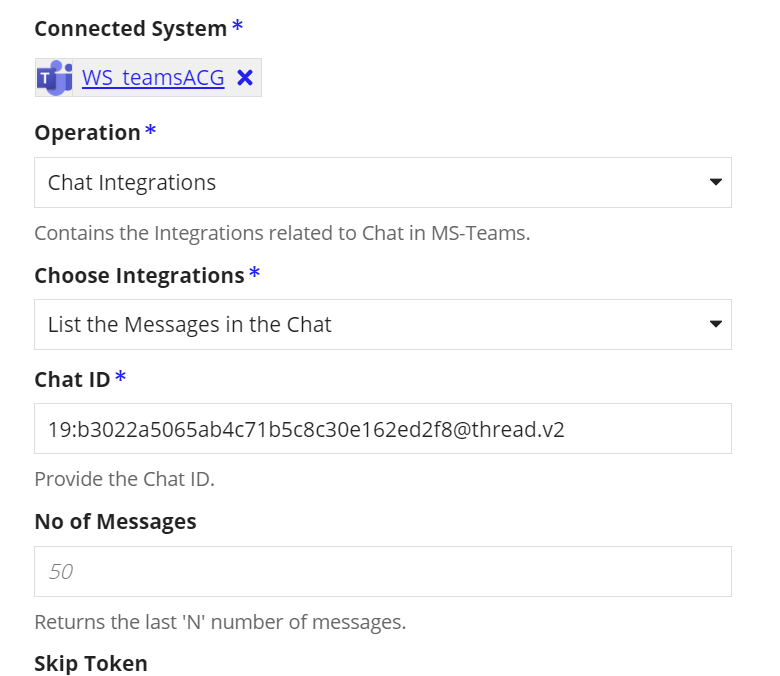 Connected System *
WS_teamsACG
Operation *
Chat Integrations
Contains the Integrations related to Chat in MS-Teams.
Choose Integrations *
List the Messages in the Chat
Chat ID *
19:b3022a5065ab4c71b5c8c30e162ed2f8@thread.v2
Provide the Chat ID.
No of Messages
50
Returns the last 'N' number of messages.
Skip Token